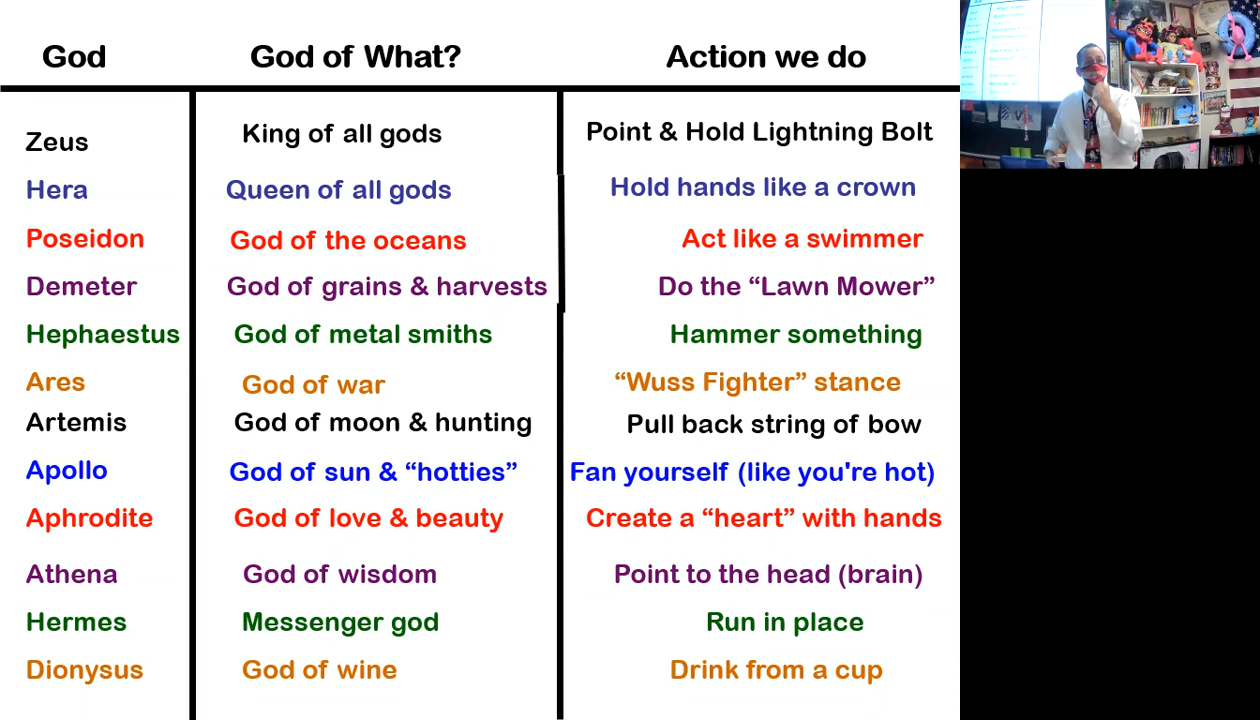 God God of What? Action we do
Zeus King of all gods Point & Hold Lightning Bolt
Hera Queen of all gods Hold hands like a crown
Poseidon God of the oceans Act like a swimmer
Demeter God of grains & harvests Do the “Lawn Mower”
Hephaestus God of metal smiths Hammer something
Ares God of war “Wuss Fighter” stance
Artemis God of moon & hunting Pull back string of bow
Apollo God of sun & “hotties” Fan yourself (like you're hot)
Aphrodite God of love & beauty Create a “heart” with hands
Athena God of wisdom Point to the head (brain)
Hermes Messenger god Run in place
Dionysus God of wine Drink from a cup